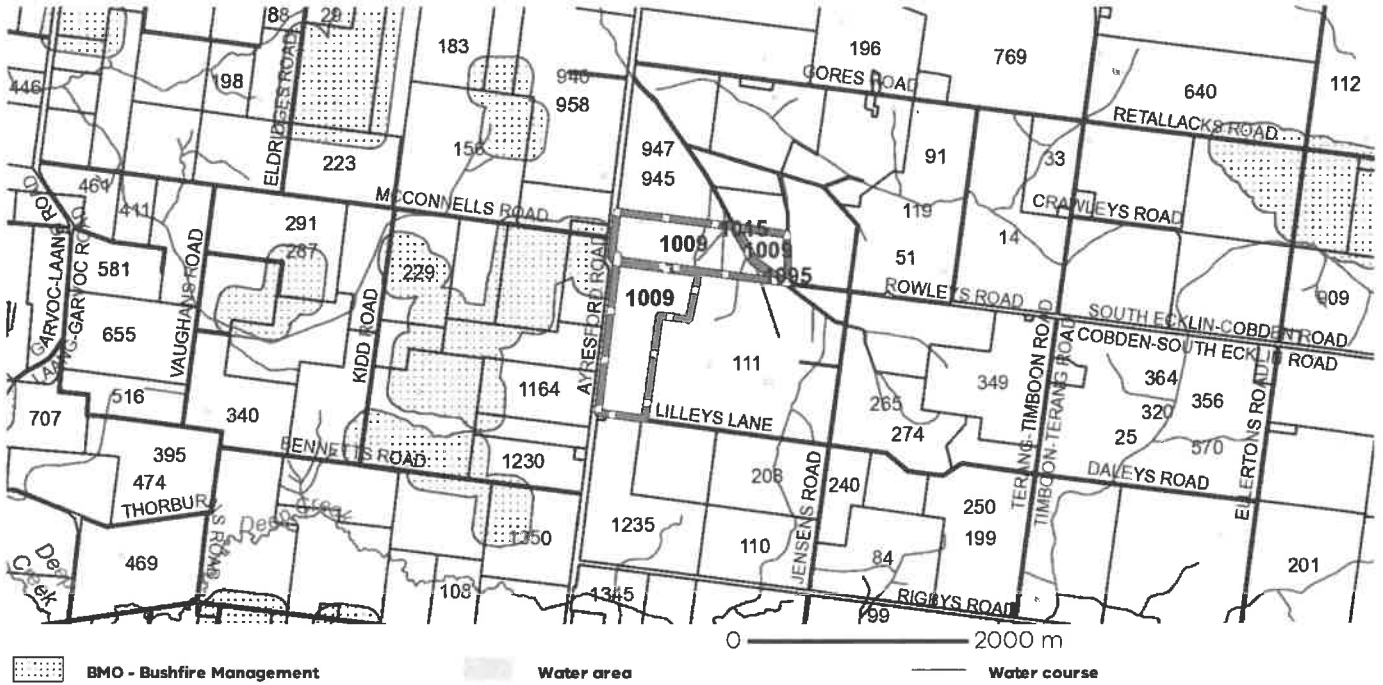 88 29
183
196
769
640
112
446
98
946
958
GORES ROAD
RETALLACKS ROAD
ELDRIDGES ROAD
223
156
947
945
91
33
461
411
MCCONNELLS ROAD
CRAWLEYS ROAD
119
14
291
287
581
229
1015
1009
1009
1095
1009
51
ROWLEYS ROAD
909
SOUTH ECKLIN-COBDEN ROAD
COBDEN-SOUTH ECKLIN ROAD
GARVOC-LAANG ROAD
LAANG-GARVOC ROAD
VAUGHANS ROAD
KIDD ROAD
AYRESFORD ROAD
655
516
707
340
1164
111
349
364
320
356
265
274
25
570
LILLEYS LANE
BENNETTS ROAD
1230
395
474
208
240
DALEYS ROAD
ELLERTONS ROAD
TERANG-TIMBOON ROAD
TIMBOON-TERANG ROAD
JENSENS ROAD
250
199
THORBURNS ROAD
Deep Creek
1350
1235
110
84
201
469
Deep
Creek
108
1345
99
RIGBYS ROAD
0 2000 m
BMO - Bushfire Management Water area Water course